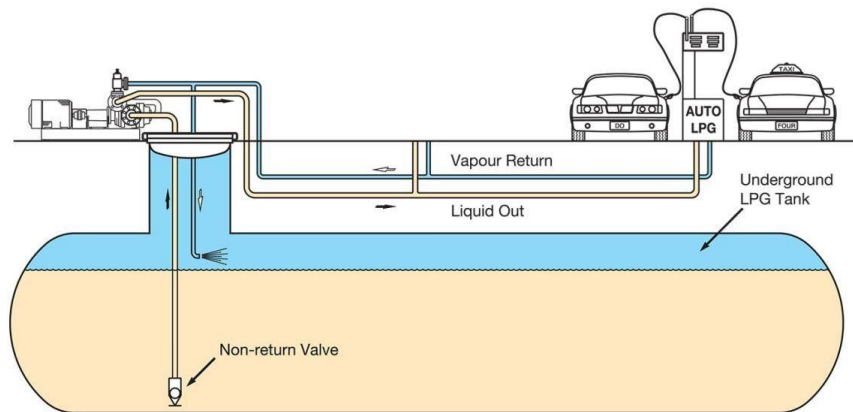 TAXI
AUTO
LPG
DO
FOUR
Vapour Return
Liquid Out
Underground
LPG Tank
Non-return Valve